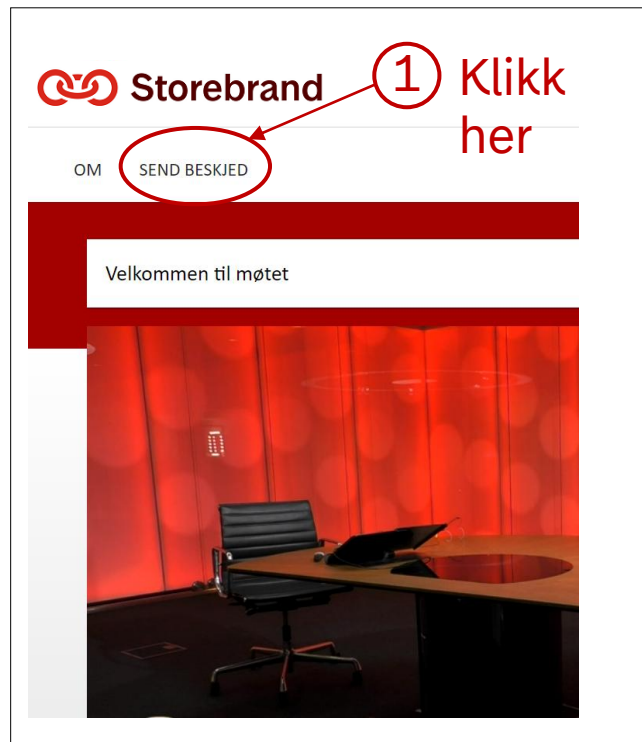 Storebrand
1 Klikk
her
OM SEND BESKJED
Velkommen til møtet